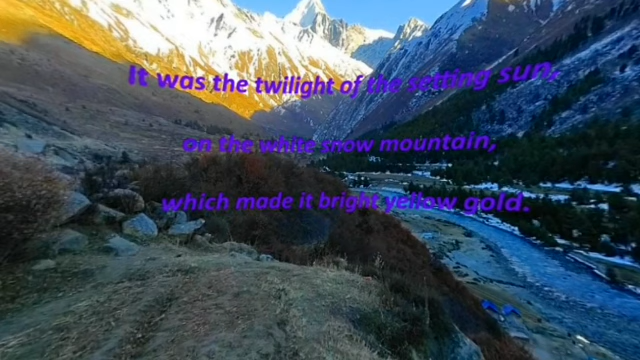 It was the twilight of the setting sun,
on the white snow mountain,
which made it bright yellow gold.